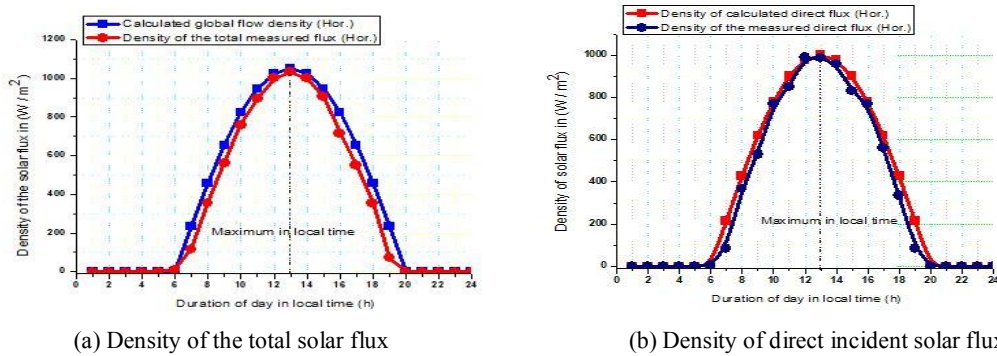 Calculated global flow density (Hor.)
Density of the total measured flux (Hor.)
Density of the solar flux in (W / m²)
1200
1000
800
600
400
200
0
Maximum in local time
0 2 4 6 8 10 12 14 16 18 20 22 24
Duration of day in local time (h)
(a) Density of the total solar flux
Density of calculated direct flux (Hor.)
Density of the measured direct flux (Hor.)
Density of solar flux in (W / m²)
1000
800
600
400
200
0
Maximum in local time
0 2 4 6 8 10 12 14 16 18 20 22 24
Duration of day in local time (h)
(b) Density of direct incident solar flux